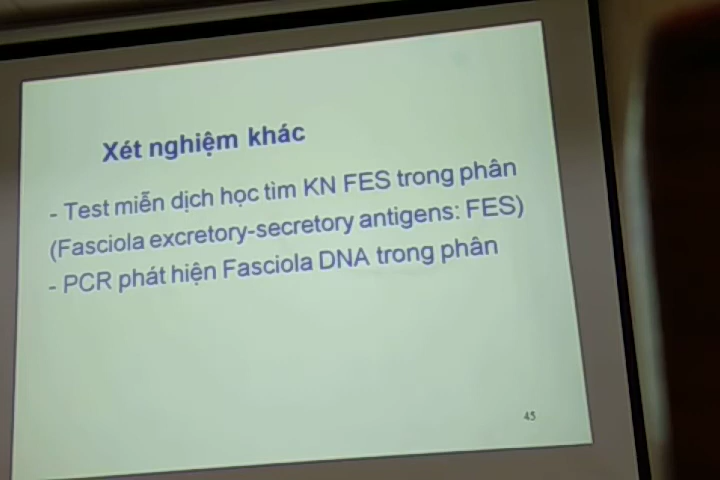 Xét nghiệm khác
- Test miễn dịch học tìm KN FES trong phân
(Fasciola excretory-secretory antigens: FES)
- PCR phát hiện Fasciola DNA trong phân
45